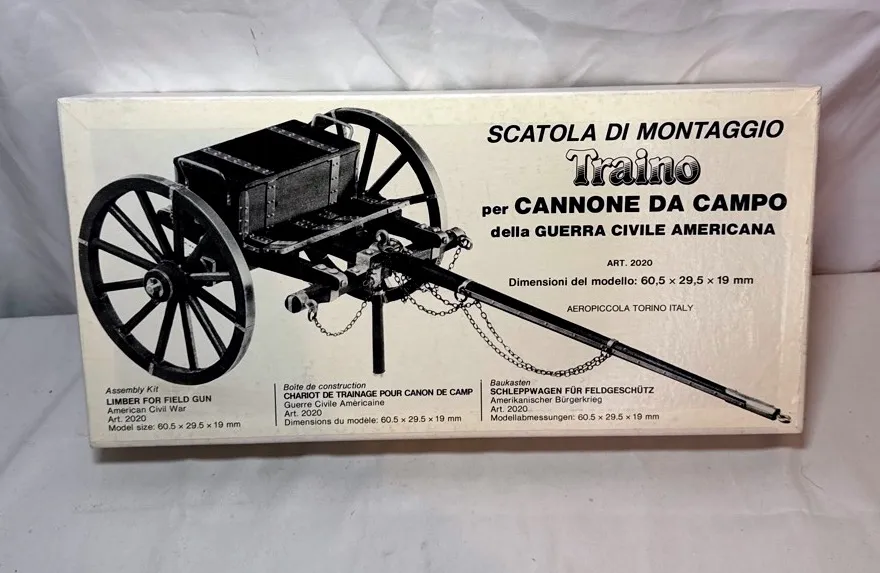 SCATOLA DI MONTAGGIO
Traino
per CANNONE DA CAMPO
della GUERRA CIVILE AMERICANA
ART. 2020
Dimensioni del modello: 60,5 x 29,5 x 19 mm
AEROPICCOLA TORINO ITALY
Assembly Kit
LIMBER FOR FIELD GUN
American Civil War
Art. 2020
Model size: 60.5 x 29.5 x 19 mm
Boîte de construction
CHARIOT DE TRAINAGE POUR CANON DE CAMP
Guerre Civile Américaine
Art. 2020
Dimensions du modèle: 60.5 x 29.5 x 19 mm
Baukasten
SCHLEPPWAGEN FÜR FELDGESCHÜTZ
Amerikanischer Bürgerkrieg
Art. 2020
Modellabmessungen: 60.5 x 29.5 x 19 mm